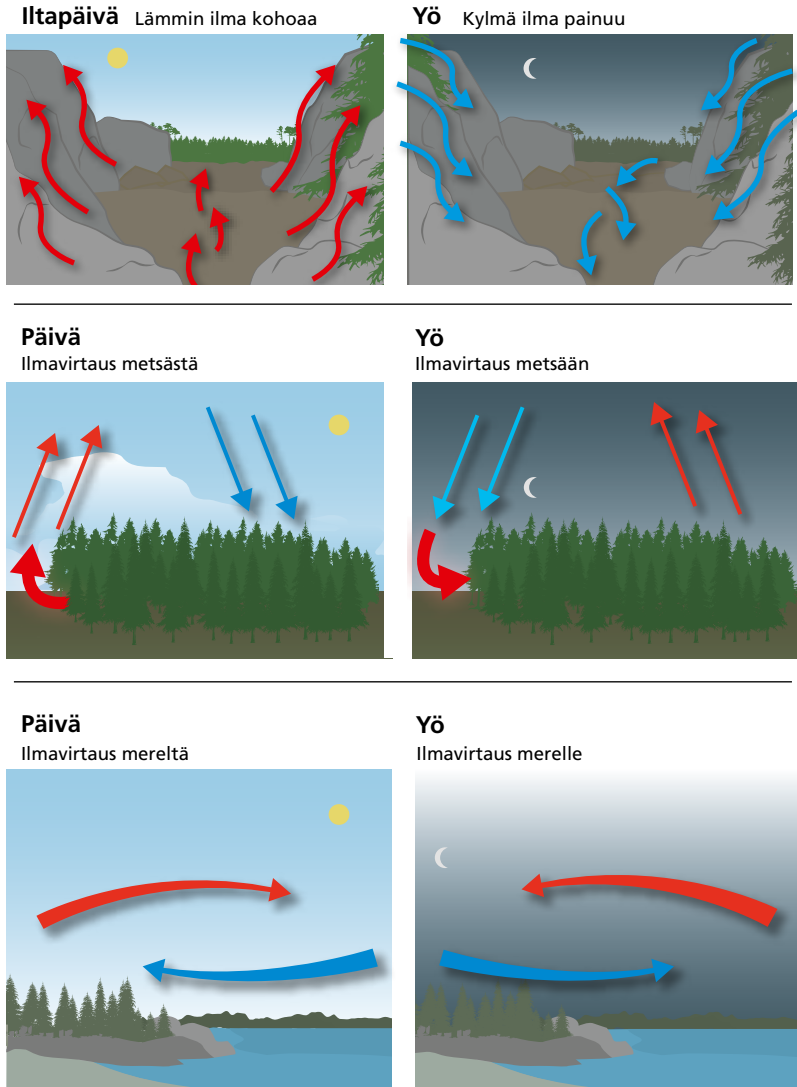 Iltapäivä Lämmin ilma kohoaa
Yö Kylmä ilma painuu
Päivä
Ilmavirtaus metsästä
Yö
Ilmavirtaus metsään
Päivä
Ilmavirtaus mereltä
Yö
Ilmavirtaus merelle